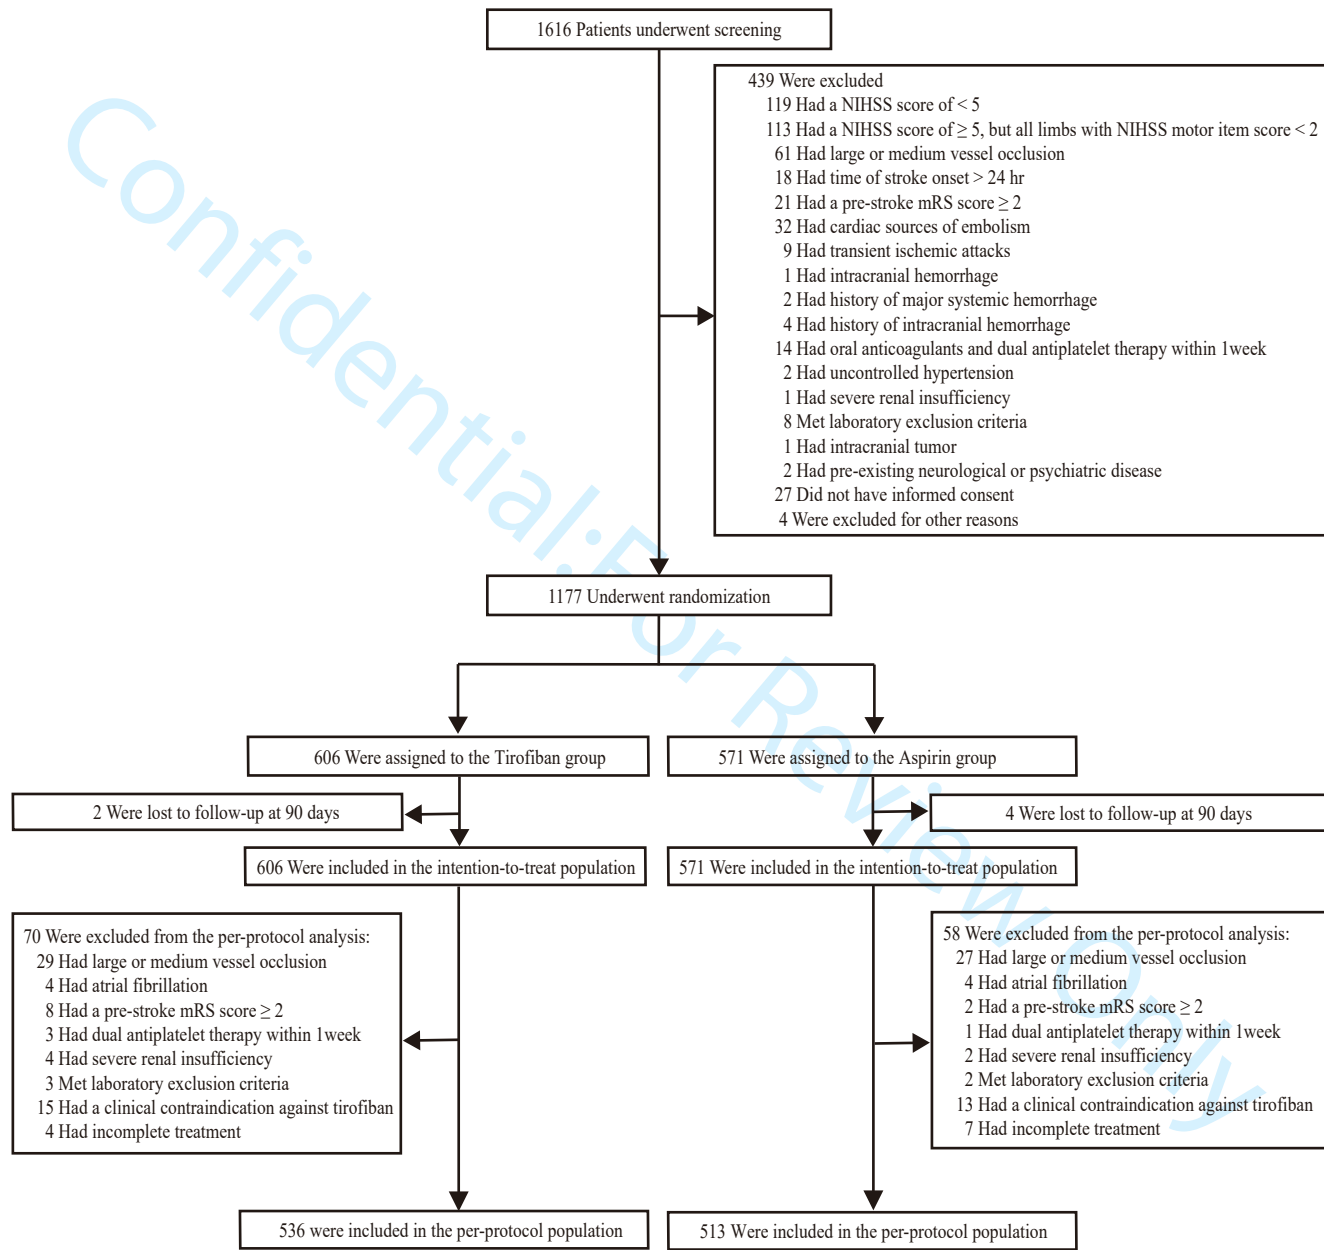 1616 Patients underwent screening
439 Were excluded
119 Had a NIHSS score of < 5
113 Had a NIHSS score of ≥ 5, but all limbs with NIHSS motor item score < 2
61 Had large or medium vessel occlusion
18 Had time of stroke onset > 24 hr
21 Had a pre-stroke mRS score ≥ 2
32 Had cardiac sources of embolism
9 Had transient ischemic attacks
1 Had intracranial hemorrhage
2 Had history of major systemic hemorrhage
4 Had history of intracranial hemorrhage
14 Had oral anticoagulants and dual antiplatelet therapy within 1week
2 Had uncontrolled hypertension
1 Had severe renal insufficiency
8 Met laboratory exclusion criteria
1 Had intracranial tumor
2 Had pre-existing neurological or psychiatric disease
27 Did not have informed consent
4 Were excluded for other reasons
1177 Underwent randomization
606 Were assigned to the Tirofiban group
571 Were assigned to the Aspirin group
2 Were lost to follow-up at 90 days
4 Were lost to follow-up at 90 days
606 Were included in the intention-to-treat population
571 Were included in the intention-to-treat population
70 Were excluded from the per-protocol analysis:
29 Had large or medium vessel occlusion
4 Had atrial fibrillation
8 Had a pre-stroke mRS score ≥ 2
3 Had dual antiplatelet therapy within 1week
4 Had severe renal insufficiency
3 Met laboratory exclusion criteria
15 Had a clinical contraindication against tirofiban
4 Had incomplete treatment
58 Were excluded from the per-protocol analysis:
27 Had large or medium vessel occlusion
4 Had atrial fibrillation
2 Had a pre-stroke mRS score ≥ 2
1 Had dual antiplatelet therapy within 1week
2 Had severe renal insufficiency
2 Met laboratory exclusion criteria
13 Had a clinical contraindication against tirofiban
7 Had incomplete treatment
536 were included in the per-protocol population
513 Were included in the per-protocol population
Confidential: For Review Only